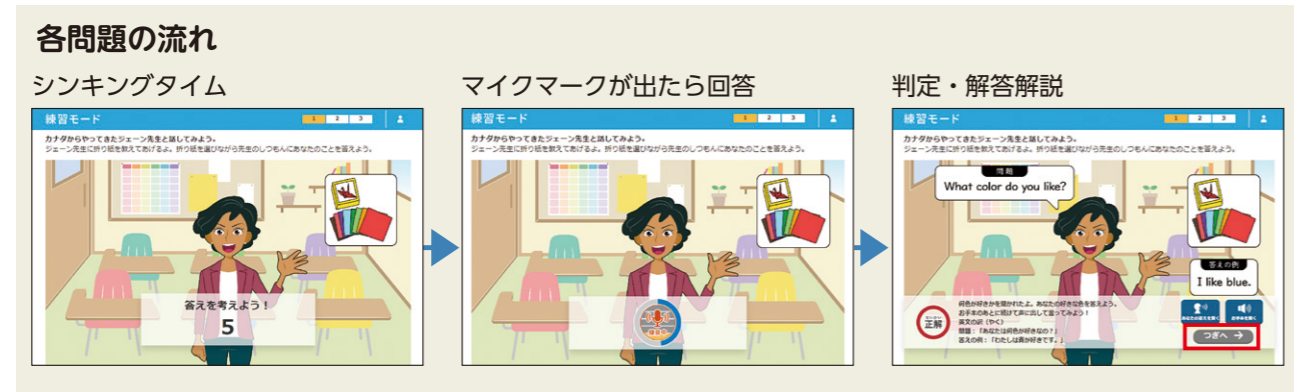 各問題の流れ
シンキングタイム
練習モード
1 2 3
カナダからやってきたジェーン先生と話してみよう。
ジェーン先生に折り紙を教えてあげるよ。折り紙を選びながら先生のしつもんにあなたのことを答えよう。
答えを考えよう！
5
マイクマークが出たら回答
練習モード
1 2 3
カナダからやってきたジェーン先生と話してみよう。
ジェーン先生に折り紙を教えてあげるよ。折り紙を選びながら先生のしつもんにあなたのことを答えよう。
判定・解答解説
練習モード
1 2 3
カナダからやってきたジェーン先生と話してみよう。
ジェーン先生に折り紙を教えてあげるよ。折り紙を選びながら先生のしつもんにあなたのことを答えよう。
問題
What color do you like?
答えの例
I like blue.
正解
何色が好きかを聞かれたよ。あなたの好きな色を答えよう。
お手本のあとに続けて声に出して言ってみよう！
英文の訳（やく）
問題：「あなたは何色が好きなの？」
答えの例：「わたしは青が好きです。」
あなたの答えを聞く
お手本を聞く
つぎへ →